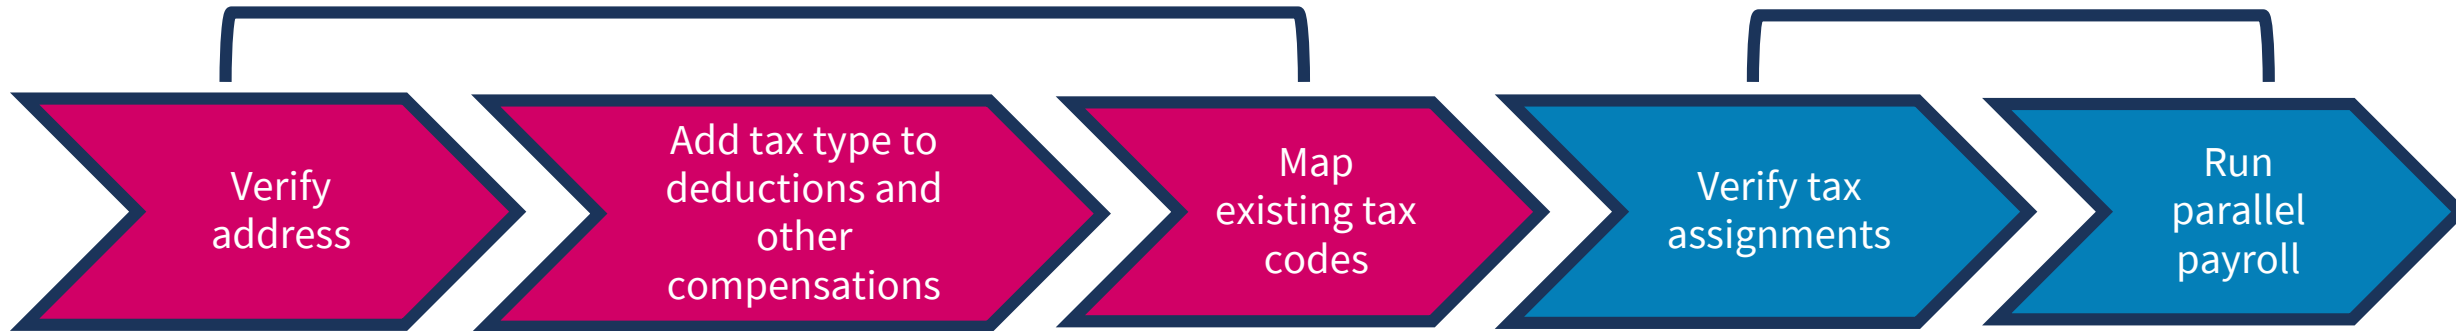 Verify
address
Add tax type to
deductions and
other
compensations
Map
existing tax
codes
Verify tax
assignments
Run
parallel
payroll